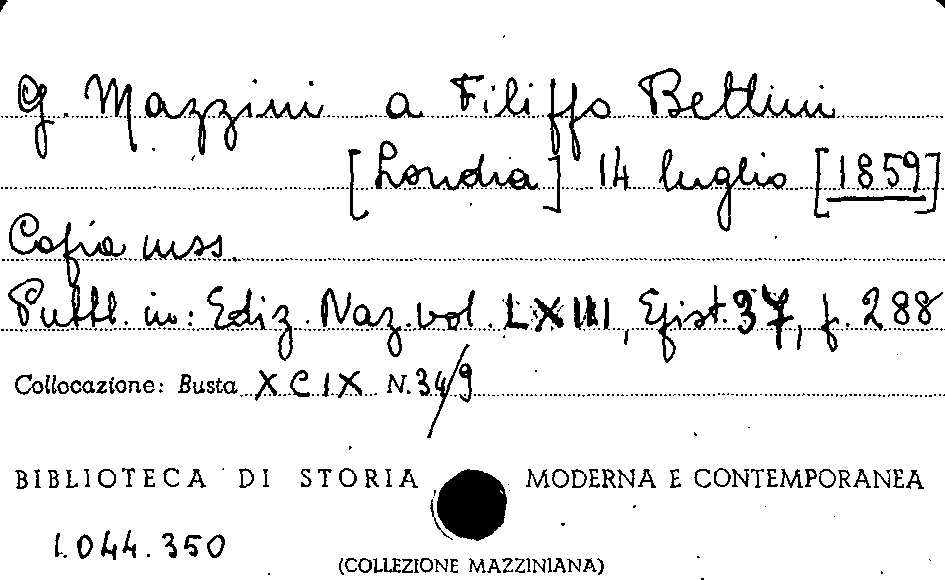 G. Mazzini a Filippo Bettini
[Londra] 14 luglio [1859]
Copia mss.
Pubbl. in: Ediz. Naz. vol. LXIII, Epist. 37, p. 288
Collocazione: Busta XCIX N. 34/9
BIBLIOTECA DI STORIA MODERNA E CONTEMPORANEA
1.044.350
(COLLEZIONE MAZZINIANA)